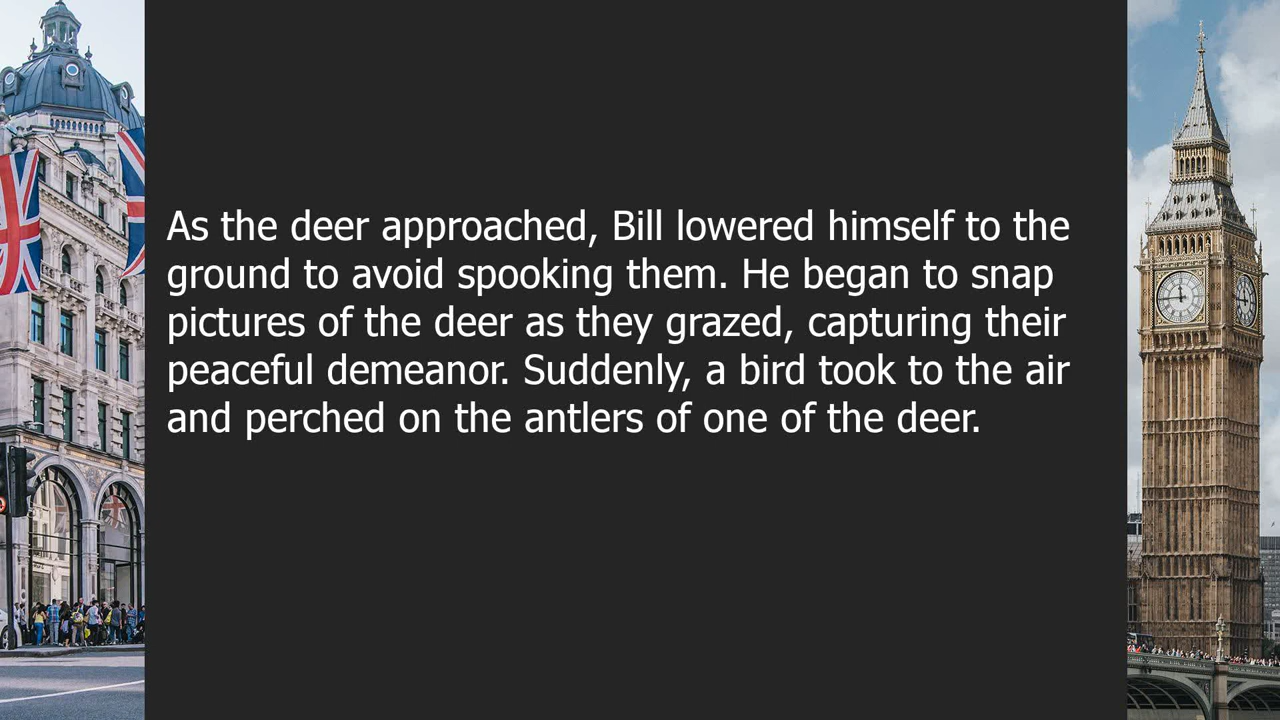 As the deer approached, Bill lowered himself to the
ground to avoid spooking them. He began to snap
pictures of the deer as they grazed, capturing their
peaceful demeanor. Suddenly, a bird took to the air
and perched on the antlers of one of the deer.